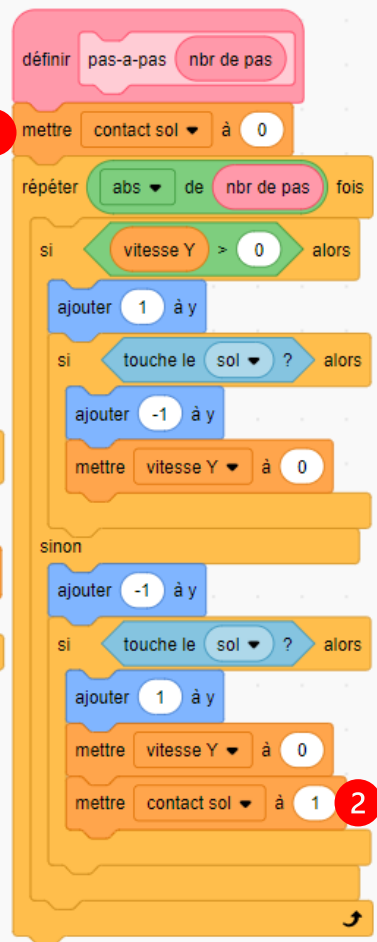 définir pas-a-pas nbr de pas
mettre contact sol à 0
répéter abs de nbr de pas fois
si vitesse Y > 0 alors
ajouter 1 à y
si touche le sol ? alors
ajouter -1 à y
mettre vitesse Y à 0
sinon
ajouter -1 à y
si touche le sol ? alors
ajouter 1 à y
mettre vitesse Y à 0
mettre contact sol à 1 2